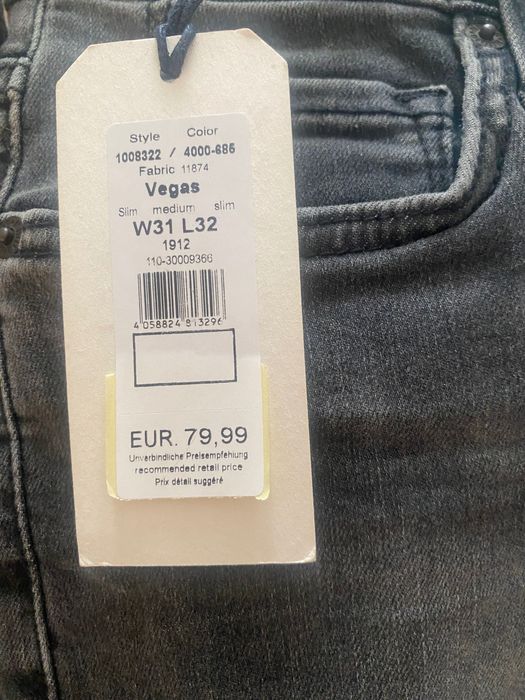 Style Color
1008322 / 4000-686
Fabric 11874
Vegas
Slim medium slim
W31 L32
1912
110-30009366
4 058824 813296
EUR. 79,99
Unverbindliche Preisempfehlung
recommended retail price
Prix détail suggéré